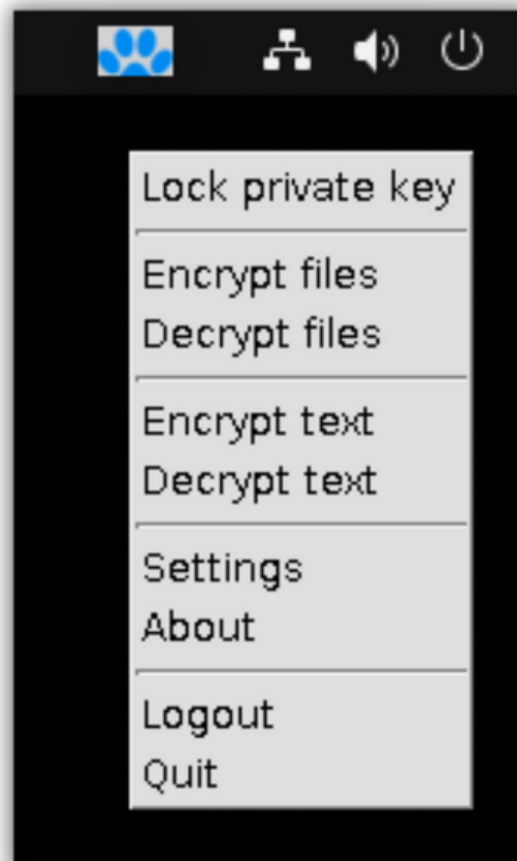 Lock private key
Encrypt files
Decrypt files
Encrypt text
Decrypt text
Settings
About
Logout
Quit